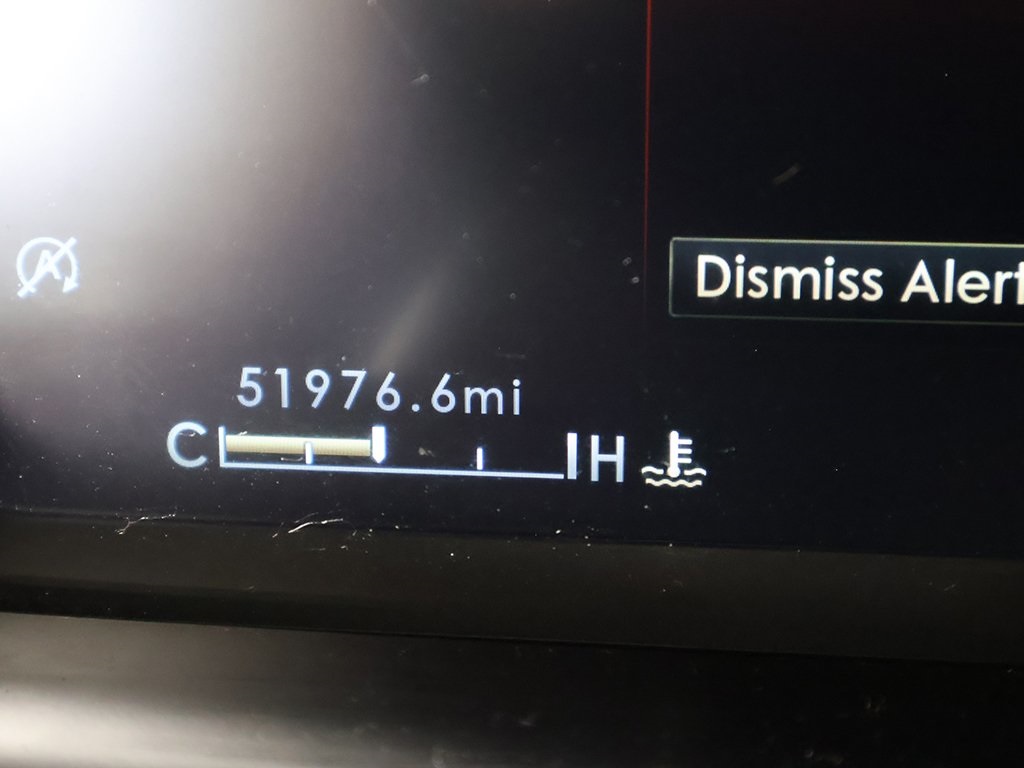 Dismiss Alert
51976.6mi
C H